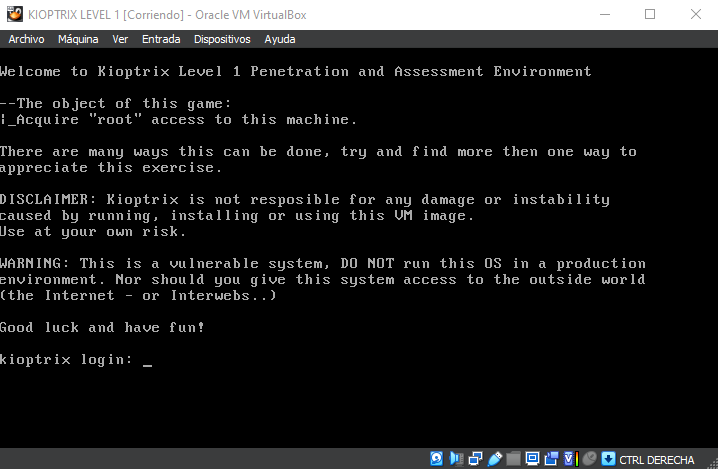 KIOPTRIX LEVEL 1 [Corriendo] - Oracle VM VirtualBox
Archivo Máquina Ver Entrada Dispositivos Ayuda
Welcome to Kioptrix Level 1 Penetration and Assessment Environment
--The object of this game:
|_Acquire "root" access to this machine.
There are many ways this can be done, try and find more then one way to
appreciate this exercise.
DISCLAIMER: Kioptrix is not resposible for any damage or instability
caused by running, installing or using this VM image.
Use at your own risk.
WARNING: This is a vulnerable system, DO NOT run this OS in a production
environment. Nor should you give this system access to the outside world
(the Internet - or Interwebs..)
Good luck and have fun!
kioptrix login: _
CTRL DERECHA